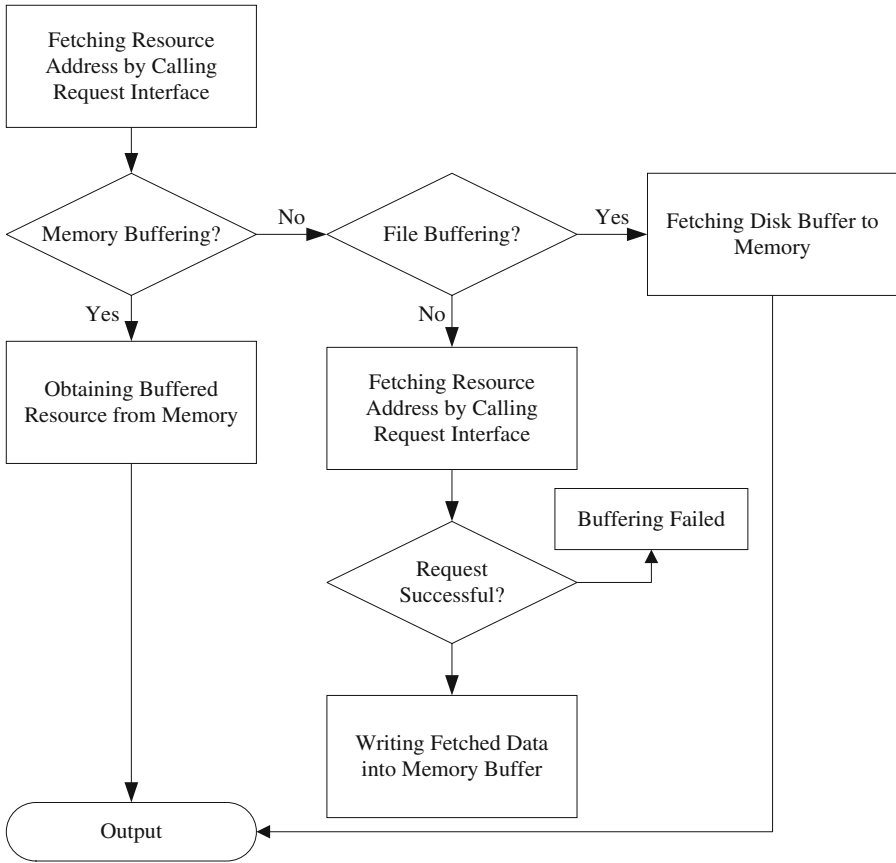 Fetching Resource
Address by Calling
Request Interface
Memory Buffering?
No
File Buffering?
Yes
Fetching Disk Buffer to
Memory
Yes
No
Obtaining Buffered
Resource from Memory
Fetching Resource
Address by Calling
Request Interface
Buffering Failed
Request
Successful?
Writing Fetched Data
into Memory Buffer
Output